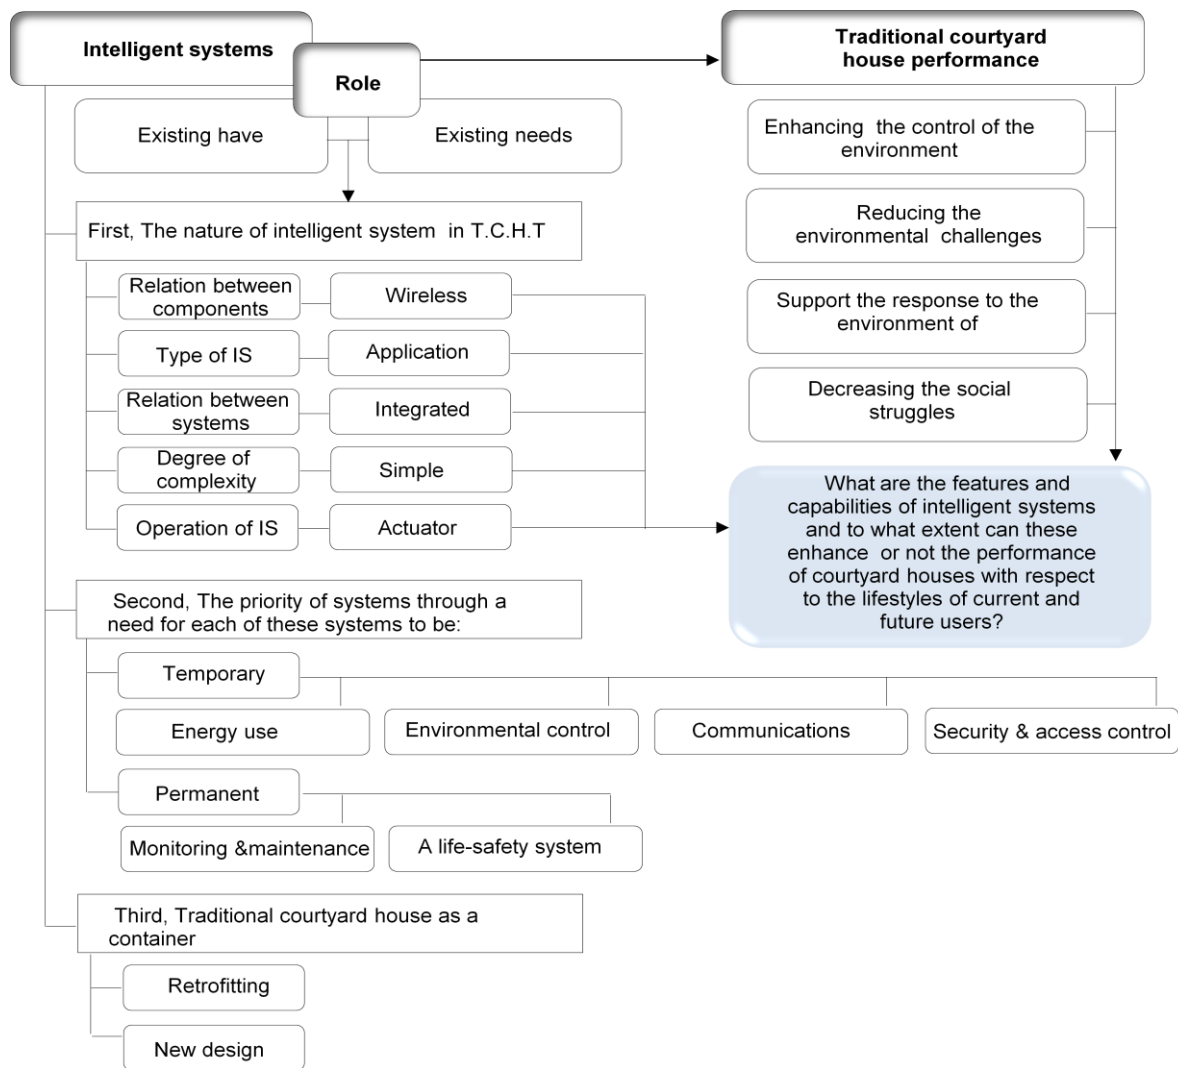 Intelligent systems
Role
Traditional courtyard
house performance
Existing have
Existing needs
First, The nature of intelligent system in T.C.H.T
Relation between
components
Wireless
Type of IS
Application
Relation between
systems
Integrated
Degree of
complexity
Simple
Operation of IS
Actuator
Enhancing the control of the
environment
Reducing the
environmental challenges
Support the response to the
environment of
Decreasing the social
struggles
What are the features and
capabilities of intelligent systems
and to what extent can these
enhance or not the performance
of courtyard houses with respect
to the lifestyles of current and
future users?
Second, The priority of systems through a
need for each of these systems to be:
Temporary
Energy use
Environmental control
Communications
Security & access control
Permanent
Monitoring &maintenance
A life-safety system
Third, Traditional courtyard house as a
container
Retrofitting
New design